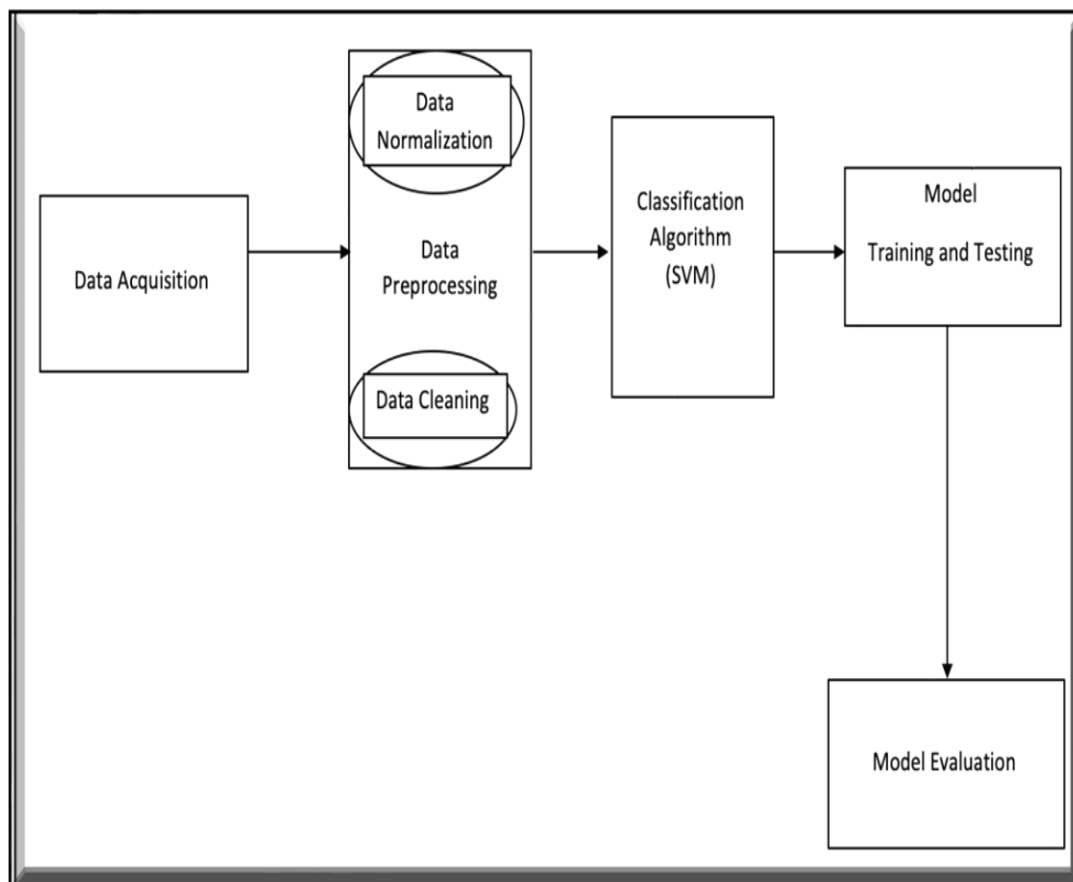 Data Acquisition
Data
Normalization
Data
Preprocessing
Data Cleaning
Classification
Algorithm
(SVM)
Model
Training and Testing
Model Evaluation